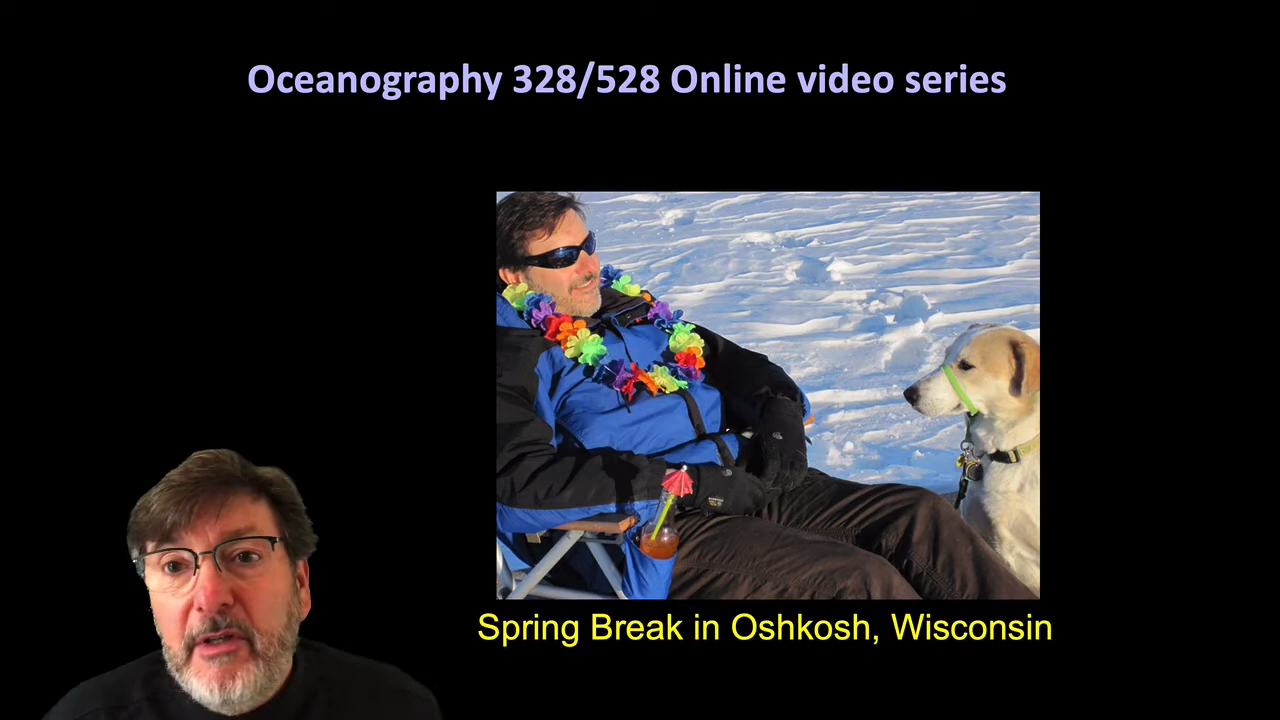 Oceanography 328/528 Online video series
Spring Break in Oshkosh, Wisconsin